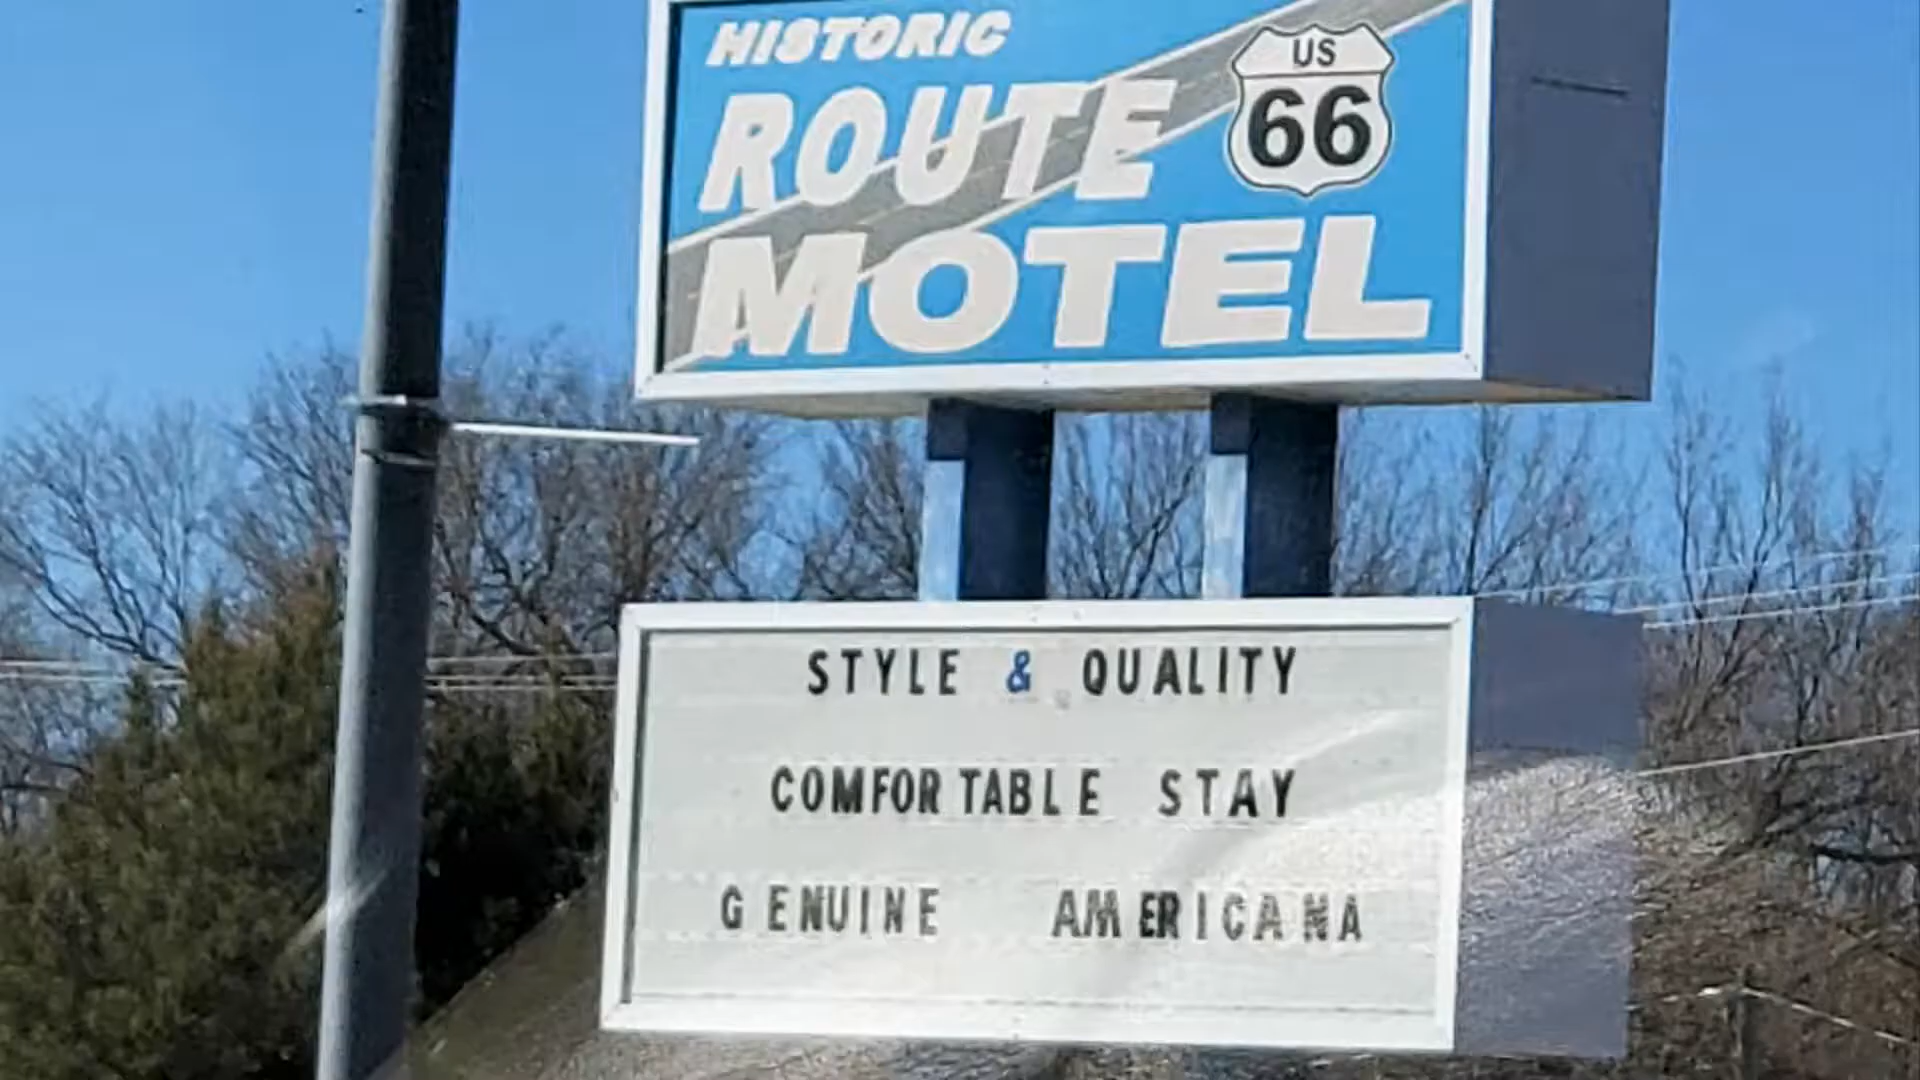 HISTORIC
ROUTE
US
66
MOTEL
STYLE & QUALITY
COMFORTABLE STAY
GENUINE AMERICANA